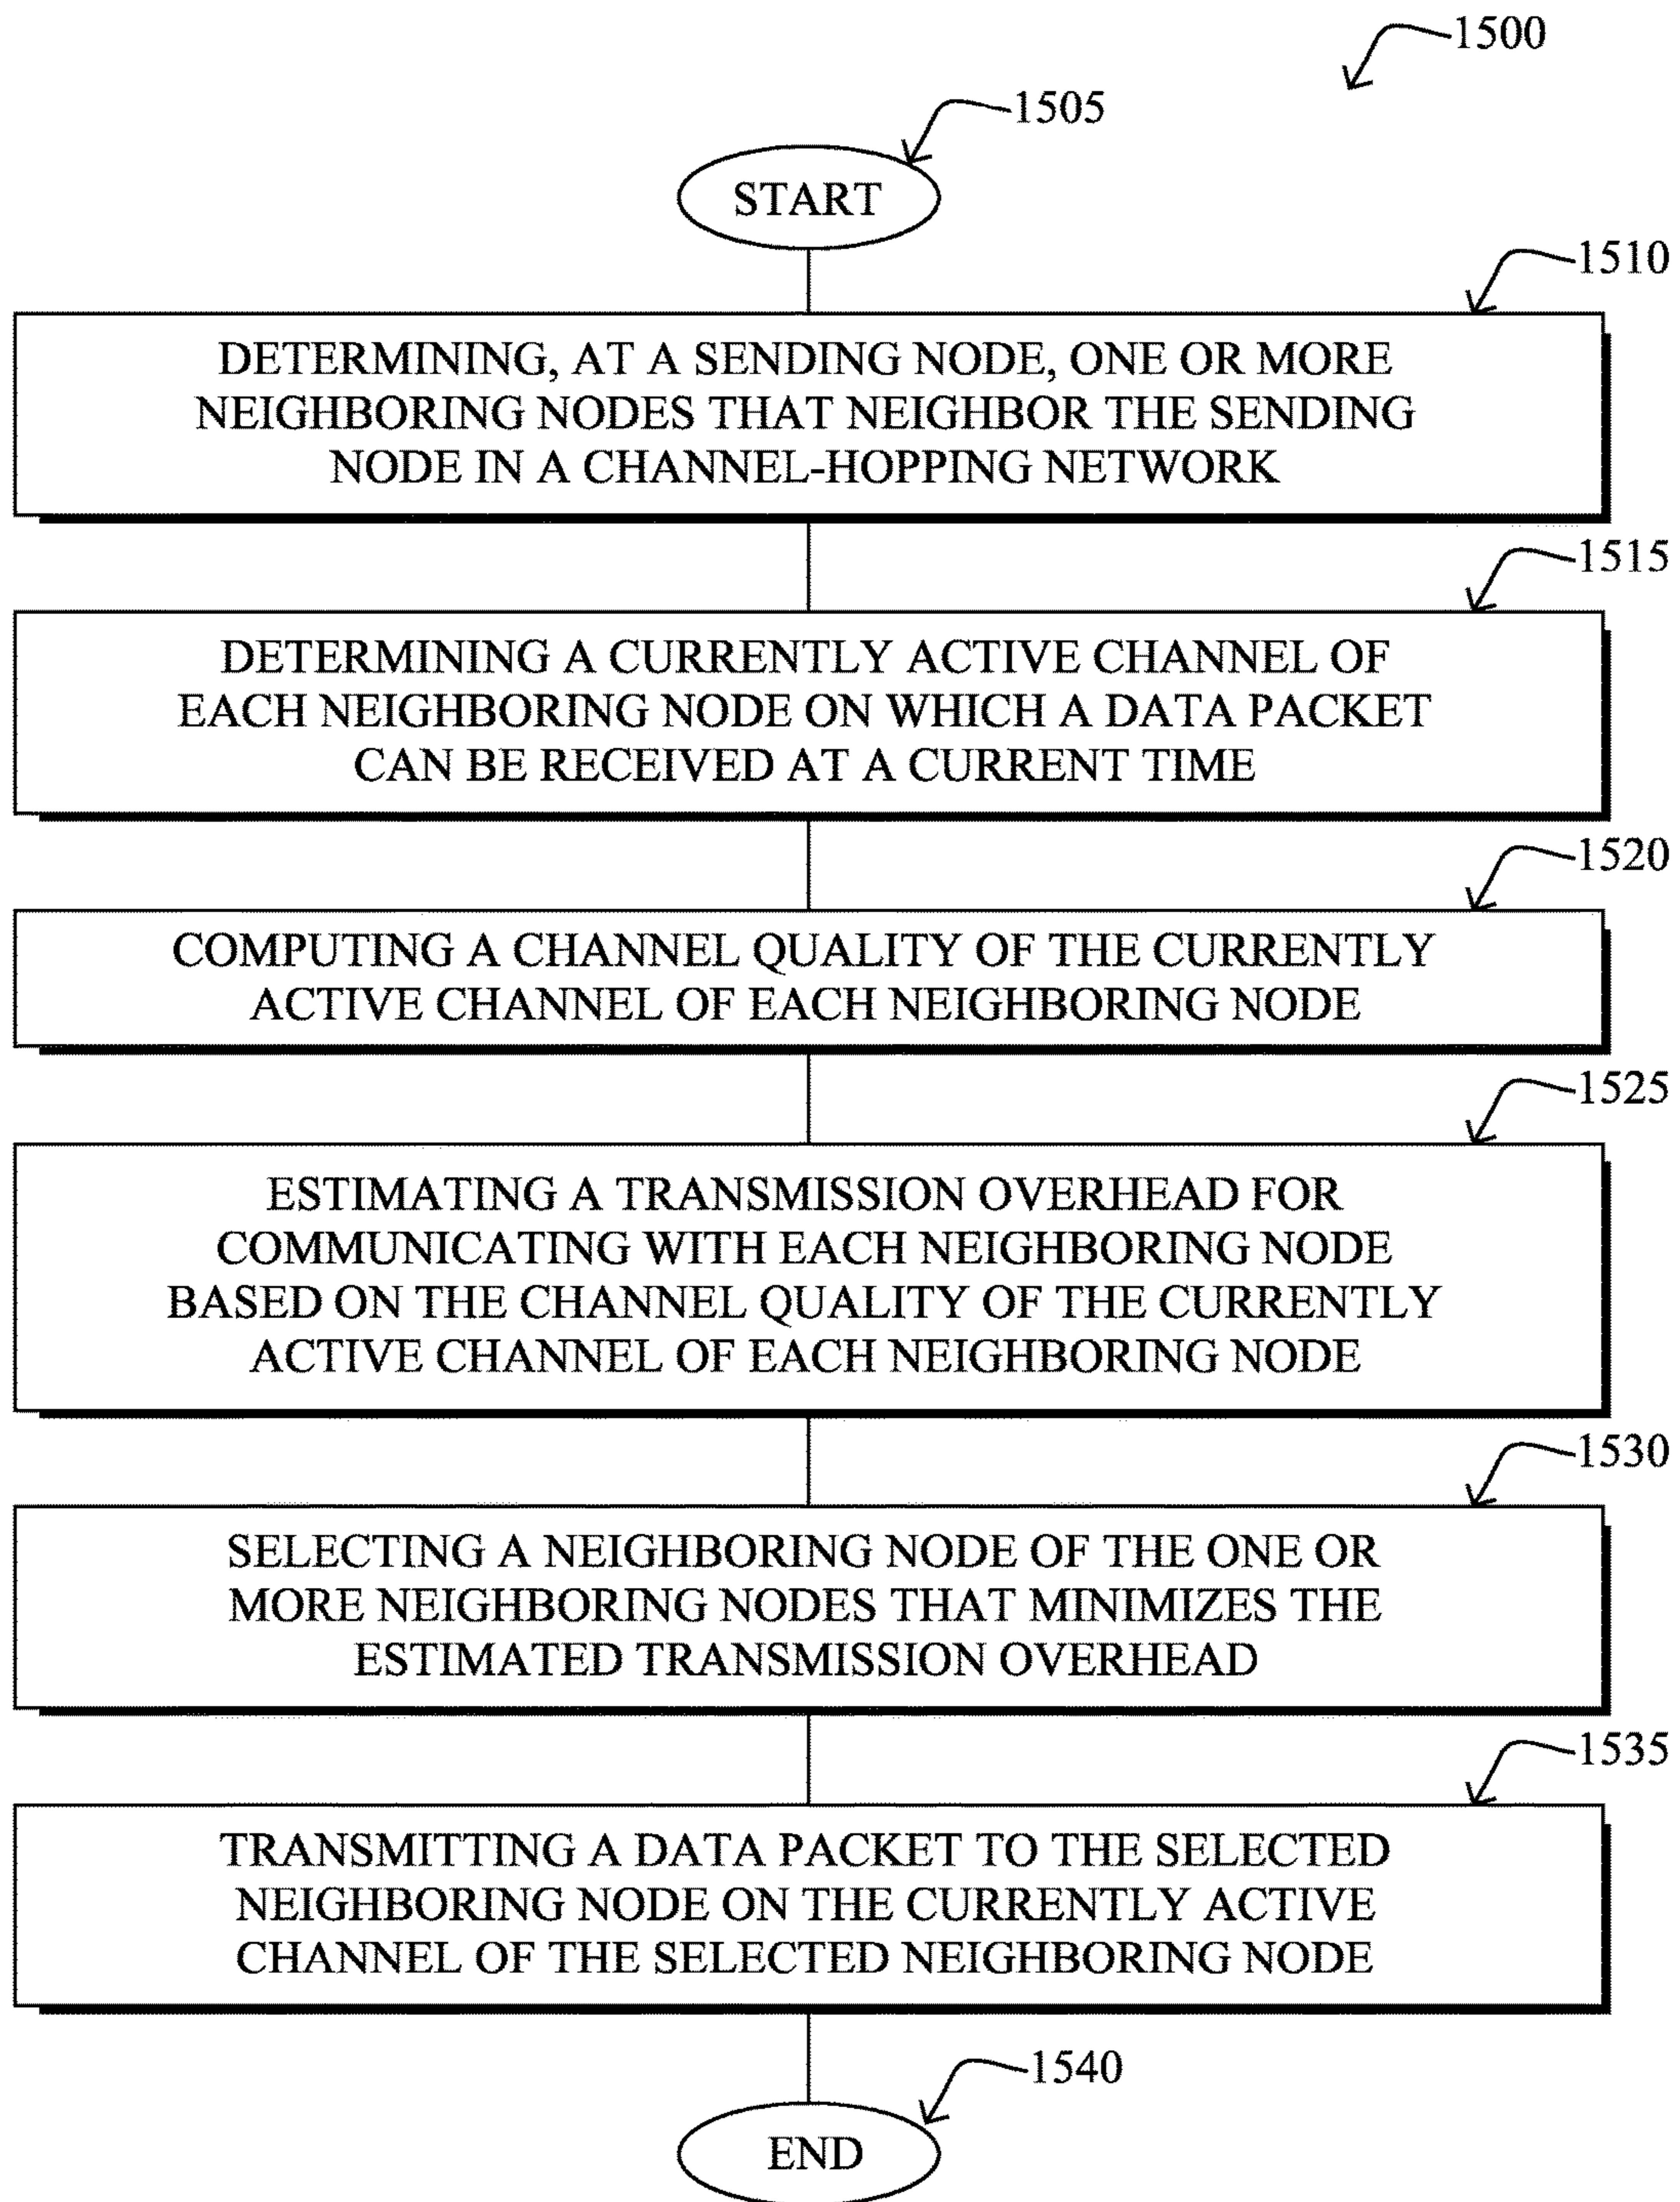 1500
1505
START
1510
DETERMINING, AT A SENDING NODE, ONE OR MORE
NEIGHBORING NODES THAT NEIGHBOR THE SENDING
NODE IN A CHANNEL-HOPPING NETWORK
1515
DETERMINING A CURRENTLY ACTIVE CHANNEL OF
EACH NEIGHBORING NODE ON WHICH A DATA PACKET
CAN BE RECEIVED AT A CURRENT TIME
1520
COMPUTING A CHANNEL QUALITY OF THE CURRENTLY
ACTIVE CHANNEL OF EACH NEIGHBORING NODE
1525
ESTIMATING A TRANSMISSION OVERHEAD FOR
COMMUNICATING WITH EACH NEIGHBORING NODE
BASED ON THE CHANNEL QUALITY OF THE CURRENTLY
ACTIVE CHANNEL OF EACH NEIGHBORING NODE
1530
SELECTING A NEIGHBORING NODE OF THE ONE OR
MORE NEIGHBORING NODES THAT MINIMIZES THE
ESTIMATED TRANSMISSION OVERHEAD
1535
TRANSMITTING A DATA PACKET TO THE SELECTED
NEIGHBORING NODE ON THE CURRENTLY ACTIVE
CHANNEL OF THE SELECTED NEIGHBORING NODE
1540
END